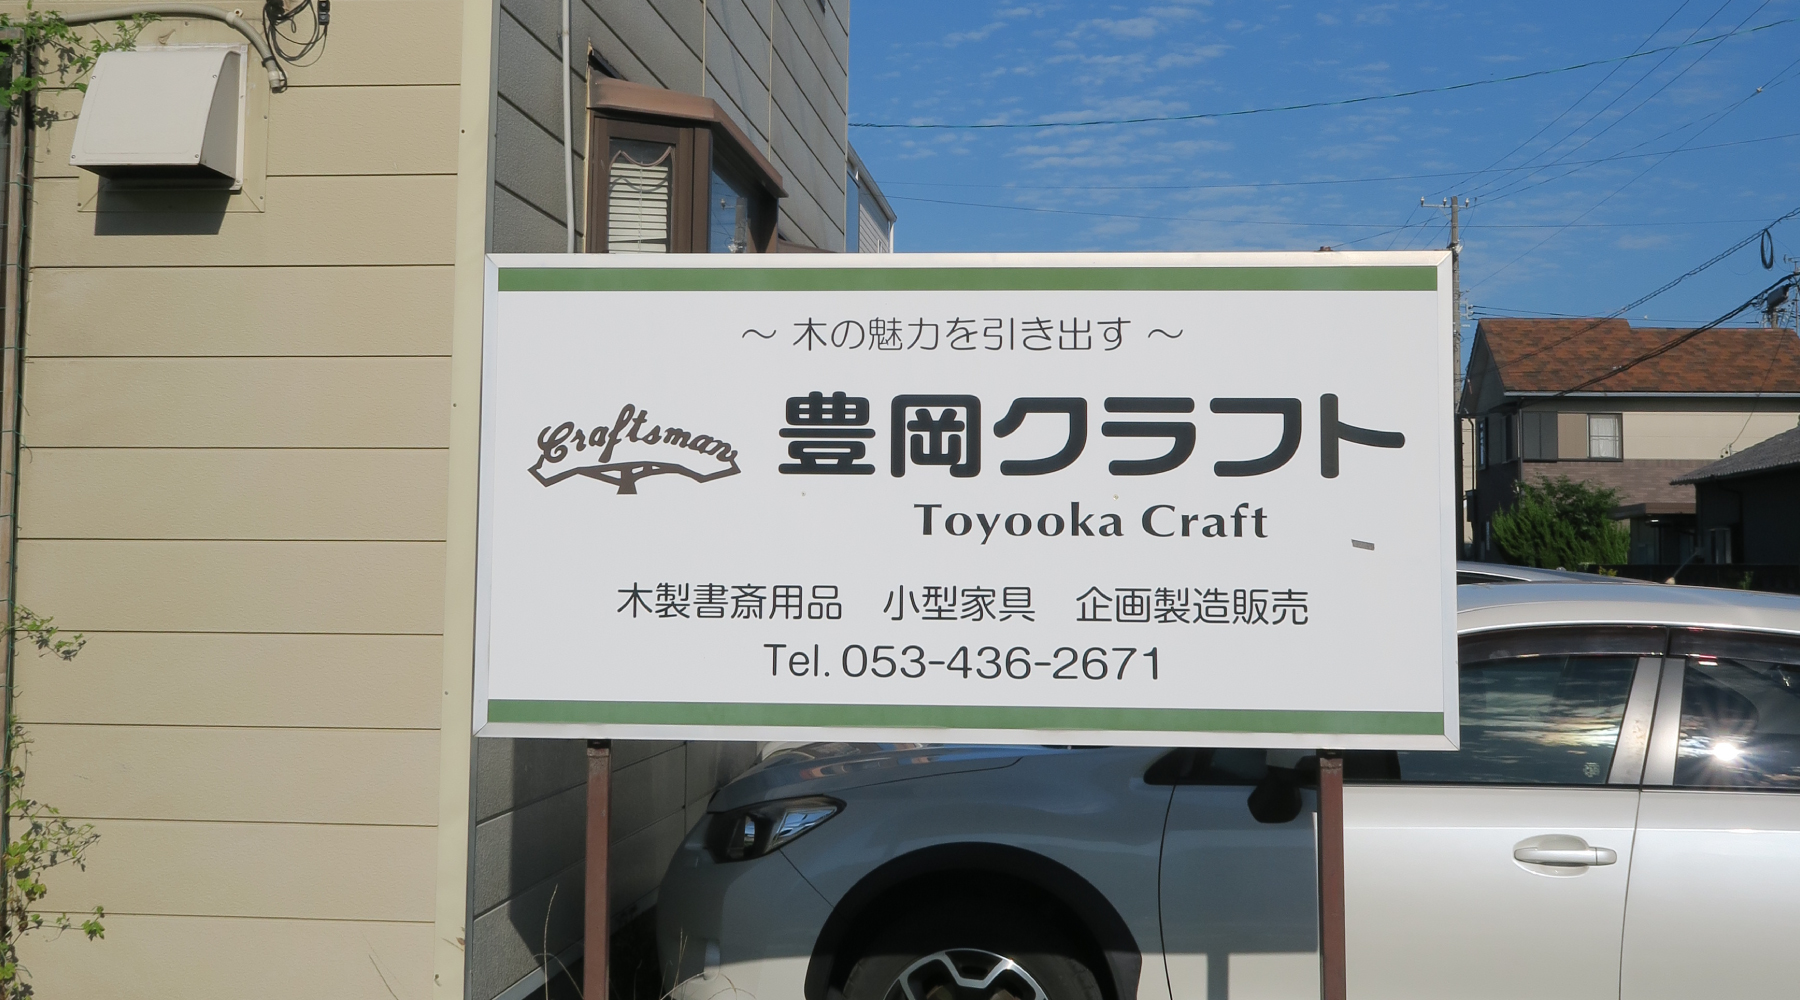 〜 木の魅力を引き出す 〜
Craftsman
豊岡クラフト
Toyooka Craft
木製書斎用品　小型家具　企画製造販売
Tel. 053-436-2671